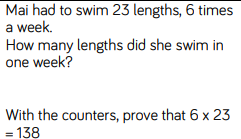 Mai had to swim 23 lengths, 6 times
a week.
How many lengths did she swim in
one week?
With the counters, prove that 6 x 23
= 138